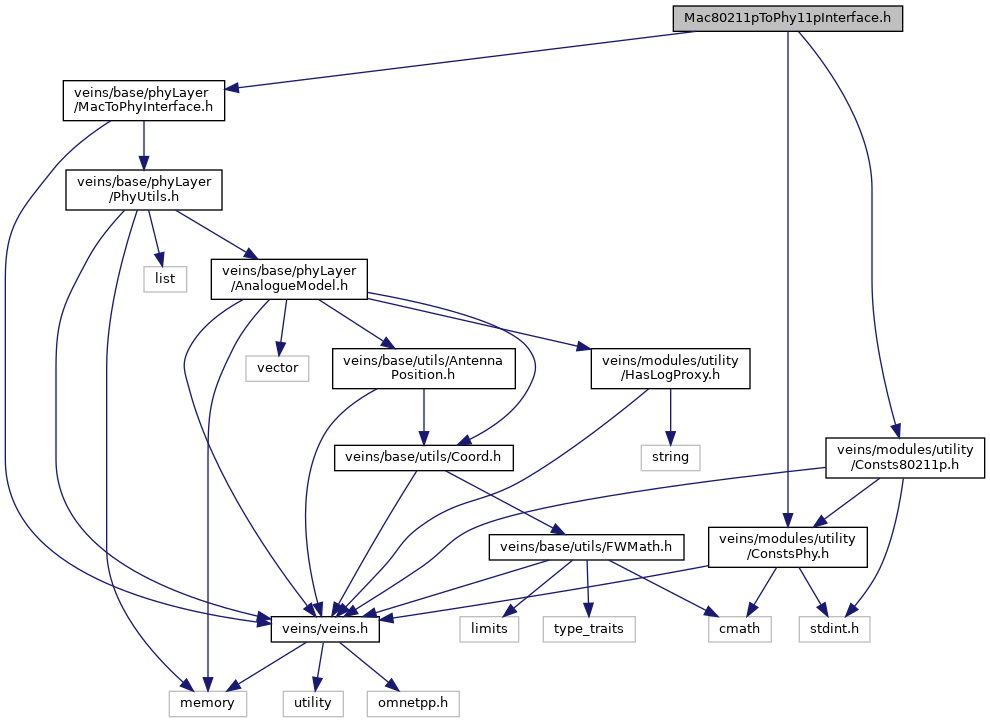 Mac80211pToPhy11pInterface.h
veins/base/phyLayer
/MacToPhyInterface.h
veins/base/phyLayer
/PhyUtils.h
list
veins/base/phyLayer
/AnalogueModel.h
vector
veins/base/utils/Antenna
Position.h
veins/modules/utility
/HasLogProxy.h
veins/base/utils/Coord.h
string
veins/modules/utility
/Consts80211p.h
veins/base/utils/FWMath.h
veins/modules/utility
/ConstsPhy.h
veins/veins.h
limits
type_traits
cmath
stdint.h
memory
utility
omnetpp.h